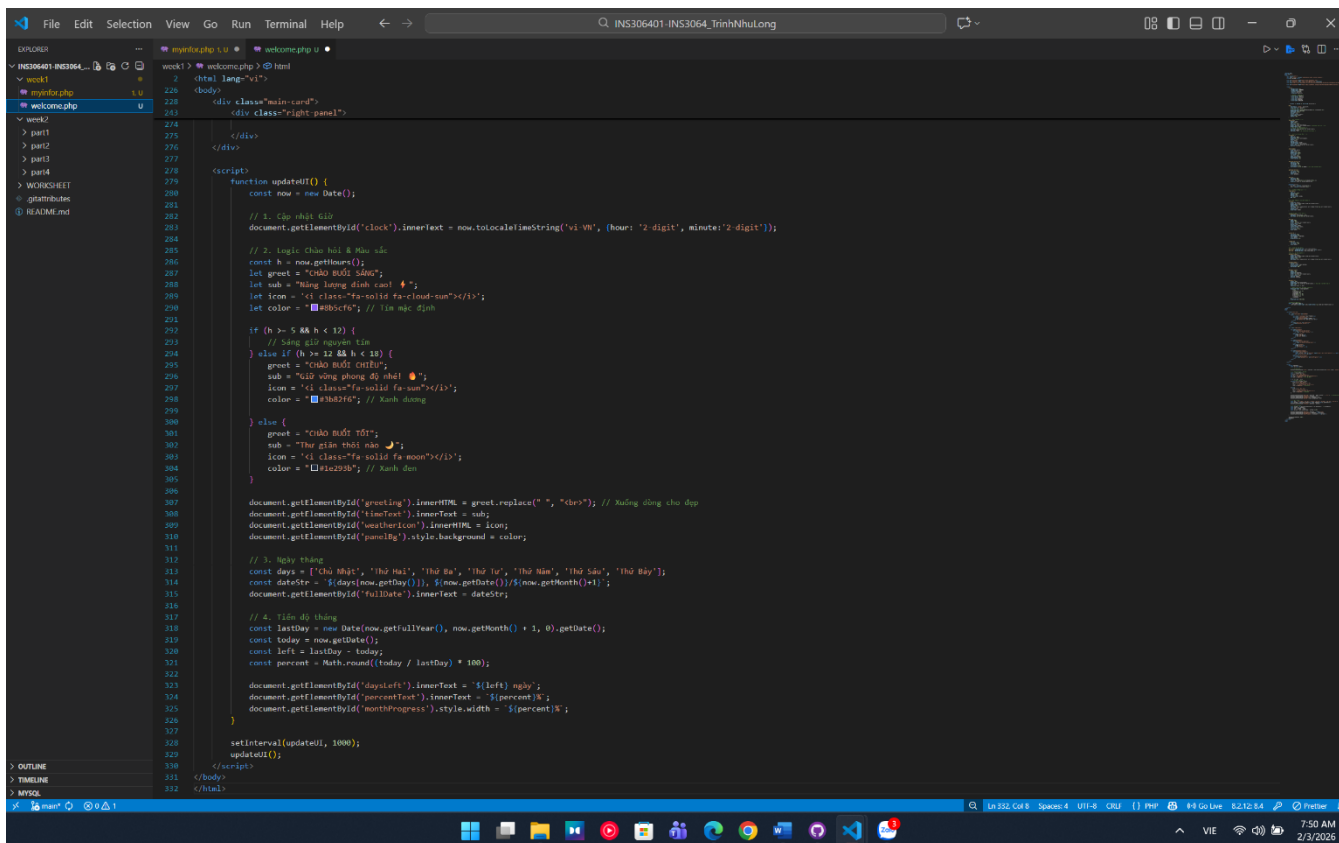 File Edit Selection View Go Run Terminal Help
INS306401-INS3064_TrinhNhuLong
EXPLORER
myinfor.php 1, U
welcome.php U
INS306401-INS3064_...
week1 > welcome.php > html
week1
myinfor.php 1, U
welcome.php U
week2
part1
part2
part3
part4
WORKSHEET
.gitattributes
README.md
2 <html lang="vi">
226 <body>
228 <div class="main-card">
243 <div class="right-panel">
274
275 </div>
276 </div>
277
278 <script>
279 function updateUI() {
280 const now = new Date();
281
282 // 1. Cập nhật Giờ
283 document.getElementById('clock').innerText = now.toLocaleTimeString('vi-VN', {hour: '2-digit', minute:'2-digit'});
284
285 // 2. Logic Chào hỏi & Màu sắc
286 const h = now.getHours();
287 let greet = "CHÀO BUỔI SÁNG";
288 let sub = "Năng lượng đỉnh cao! ⚡";
289 let icon = '<i class="fa-solid fa-cloud-sun"></i>';
290 let color = "#8b5cf6"; // Tím mặc định
291
292 if (h >= 5 && h < 12) {
293 // Sáng giữ nguyên tím
294 } else if (h >= 12 && h < 18) {
295 greet = "CHÀO BUỔI CHIỀU";
296 sub = "Giữ vững phong độ nhé! 🔥";
297 icon = '<i class="fa-solid fa-sun"></i>';
298 color = "#3b82f6"; // Xanh dương
299
300 } else {
301 greet = "CHÀO BUỔI TỐI";
302 sub = "Thư giãn thôi nào 🌙";
303 icon = '<i class="fa-solid fa-moon"></i>';
304 color = "#1e293b"; // Xanh đen
305 }
306
307 document.getElementById('greeting').innerHTML = greet.replace(" ", "<br>"); // Xuống dòng cho đẹp
308 document.getElementById('timeText').innerText = sub;
309 document.getElementById('weatherIcon').innerHTML = icon;
310 document.getElementById('panelBg').style.background = color;
311
312 // 3. Ngày tháng
313 const days = ['Chủ Nhật', 'Thứ Hai', 'Thứ Ba', 'Thứ Tư', 'Thứ Năm', 'Thứ Sáu', 'Thứ Bảy'];
314 const dateStr = `${days[now.getDay()]}, ${now.getDate()}/${now.getMonth()+1}`;
315 document.getElementById('fullDate').innerText = dateStr;
316
317 // 4. Tiến độ tháng
318 const lastDay = new Date(now.getFullYear(), now.getMonth() + 1, 0).getDate();
319 const today = now.getDate();
320 const left = lastDay - today;
321 const percent = Math.round((today / lastDay) * 100);
322
323 document.getElementById('daysLeft').innerText = `${left} ngày`;
324 document.getElementById('percentText').innerText = `${percent}%`;
325 document.getElementById('monthProgress').style.width = `${percent}%`;
326 }
327
328 setInterval(updateUI, 1000);
329 updateUI();
330 </script>
331 </body>
332 </html>
OUTLINE
TIMELINE
MYSQL
main* 0 1
Ln 332, Col 8 Spaces: 4 UTF-8 CRLF {} PHP Go Live 8.2.12: 8.4 Prettier
VIE
7:50 AM
2/3/2026